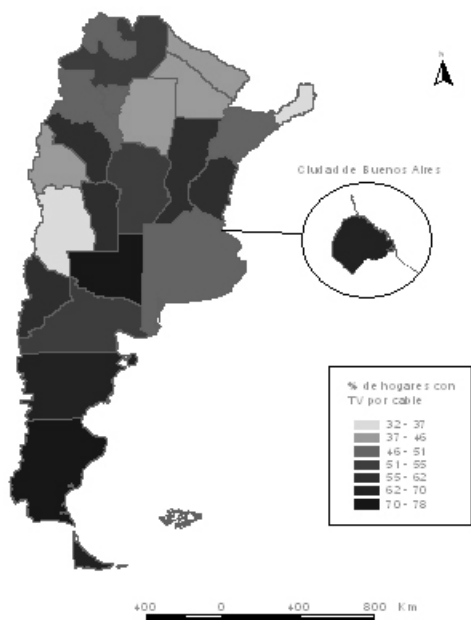 N
Ciudad de Buenos Aires
% de hogares con
TV por cable
32 - 37
37 - 46
46 - 51
51 - 55
55 - 62
62 - 70
70 - 78
400 0 400 800 Km